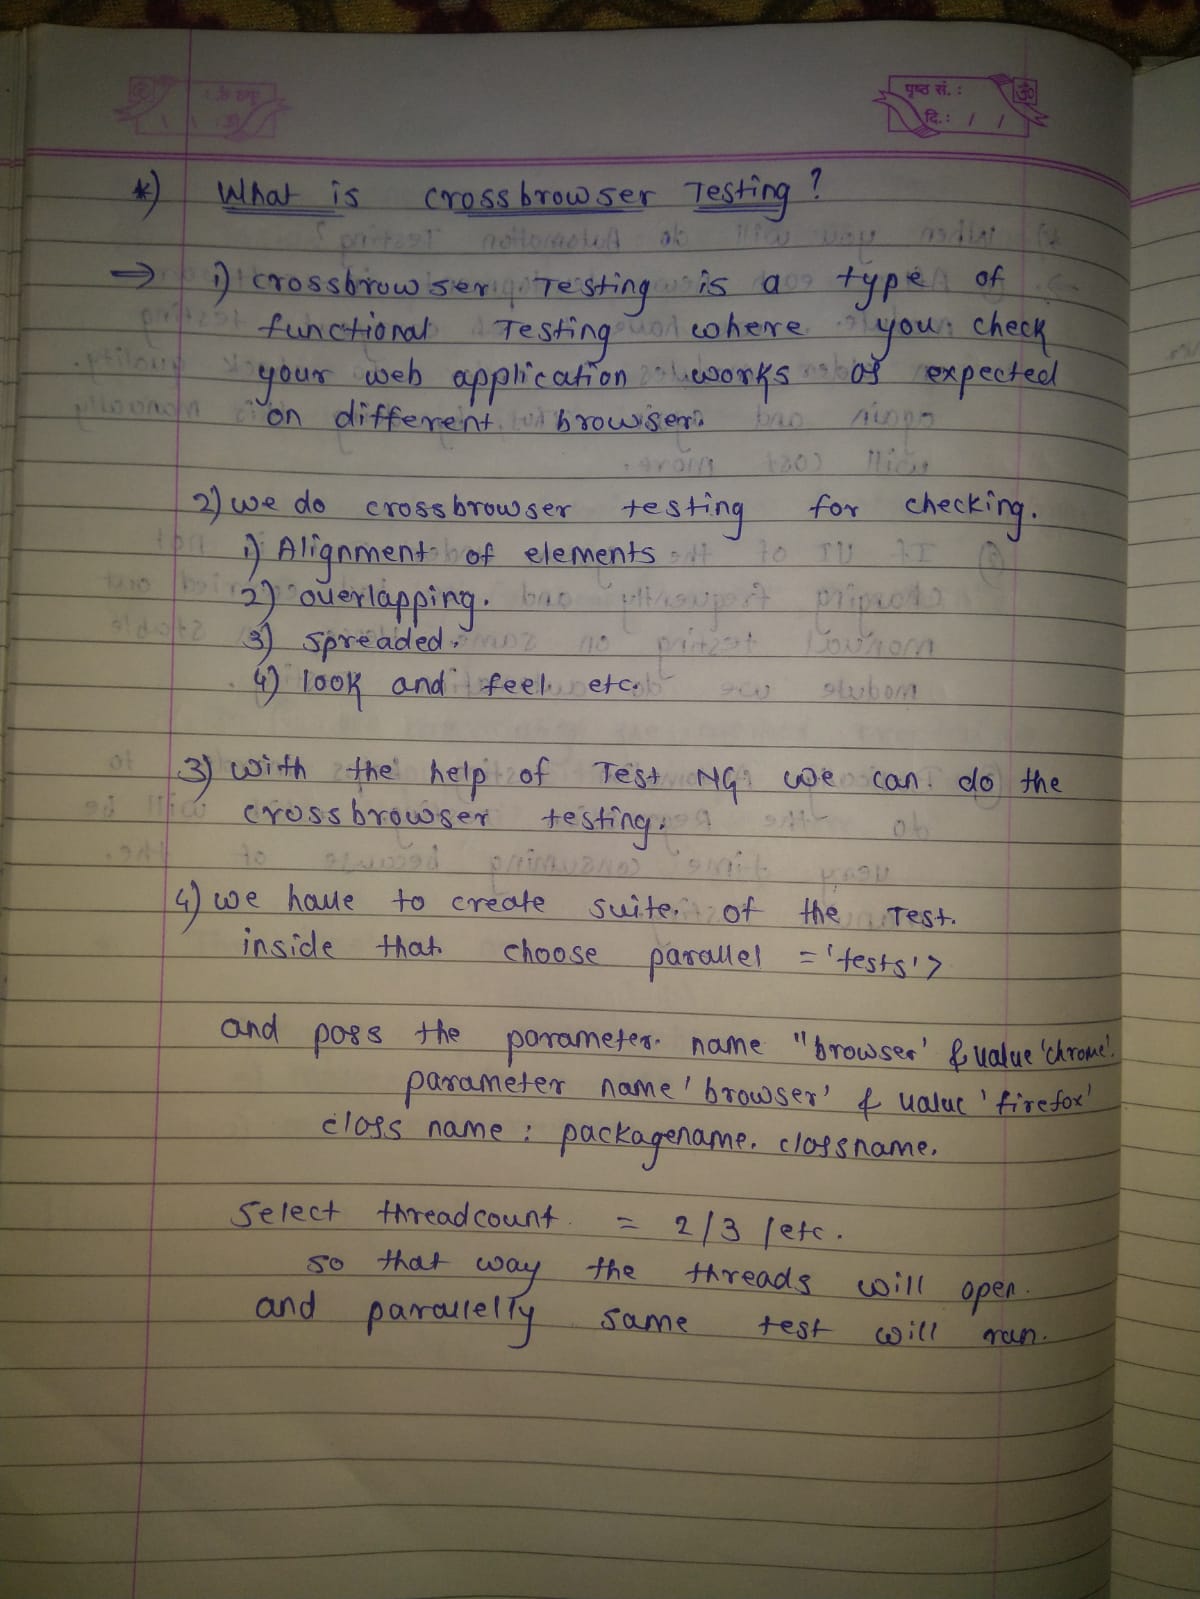 पृष्ठ सं. :
दि.: / /
*) What is crossbrowser Testing?
⇒ 1) crossbrowser Testing is a type of
functional Testing where you check
your web application works as expected
on different browser.
2) we do crossbrowser testing for checking.
1) Alignment of elements
2) overlapping.
3) spreaded.
4) look and feel etc.
3) with the help of Test NG we can do the
crossbrowser testing.
4) we have to create suite. of the Test.
inside that choose parallel ='tests'>
and pass the parameter name "browser' & value 'chrome'.
parameter name 'browser' & value 'firefox'
class name : packagename. classname.
Select threadcount = 2/3 /etc.
so that way the threads will open.
and parallelly same test will run.